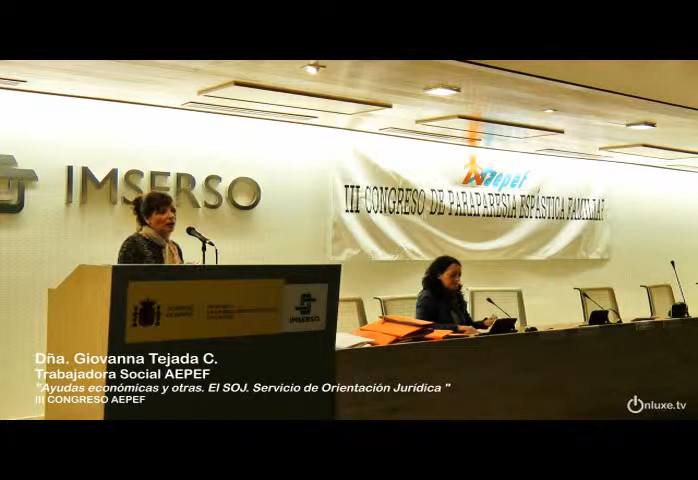 IMSERSO
aepef
III CONGRESO DE PARAPARESIA ESPÁSTICA FAMILIAR
IMSERSO
Dña. Giovanna Tejada C.
Trabajadora Social AEPEF
"Ayudas económicas y otras. El SOJ. Servicio de Orientación Jurídica "
III CONGRESO AEPEF
Onluxe.tv